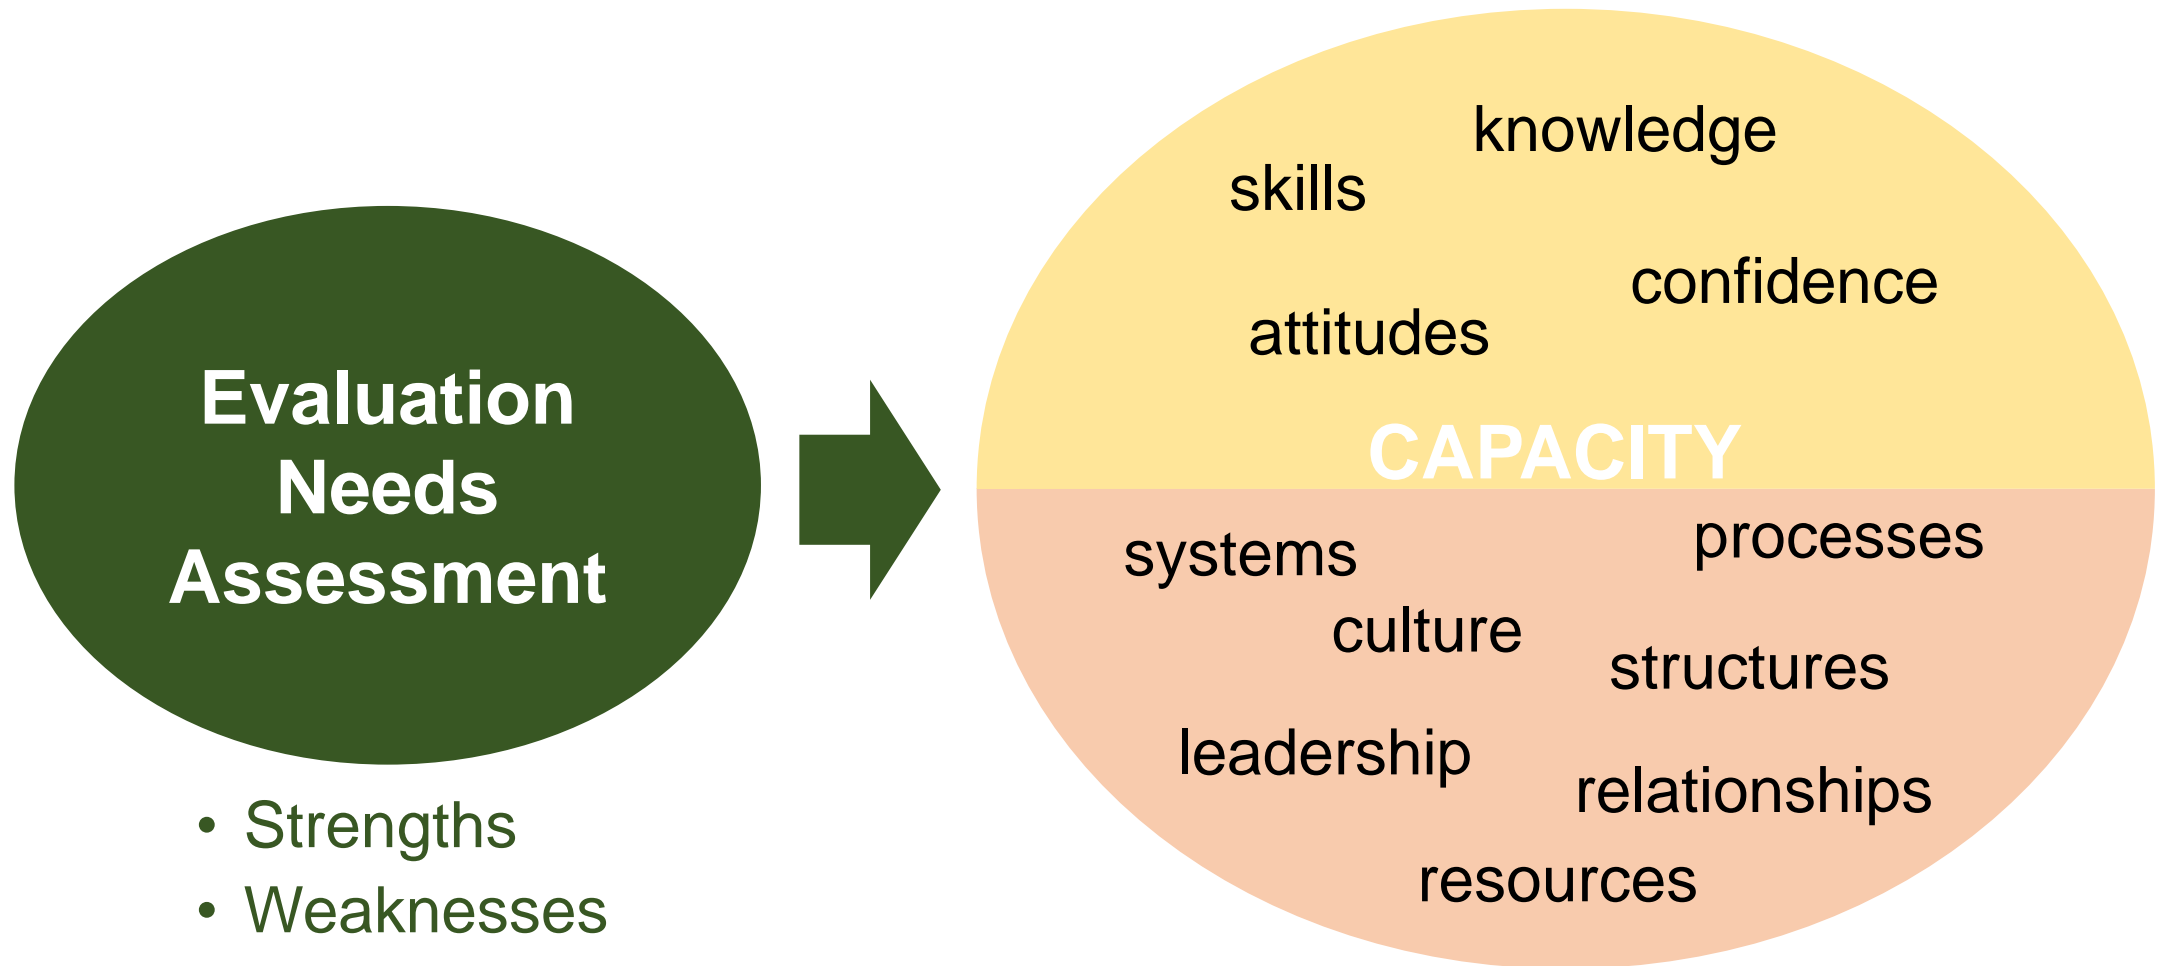 Evaluation
Needs
Assessment
• Strengths
• Weaknesses
knowledge
skills
confidence
attitudes
CAPACITY
processes
systems
culture
structures
leadership
relationships
resources